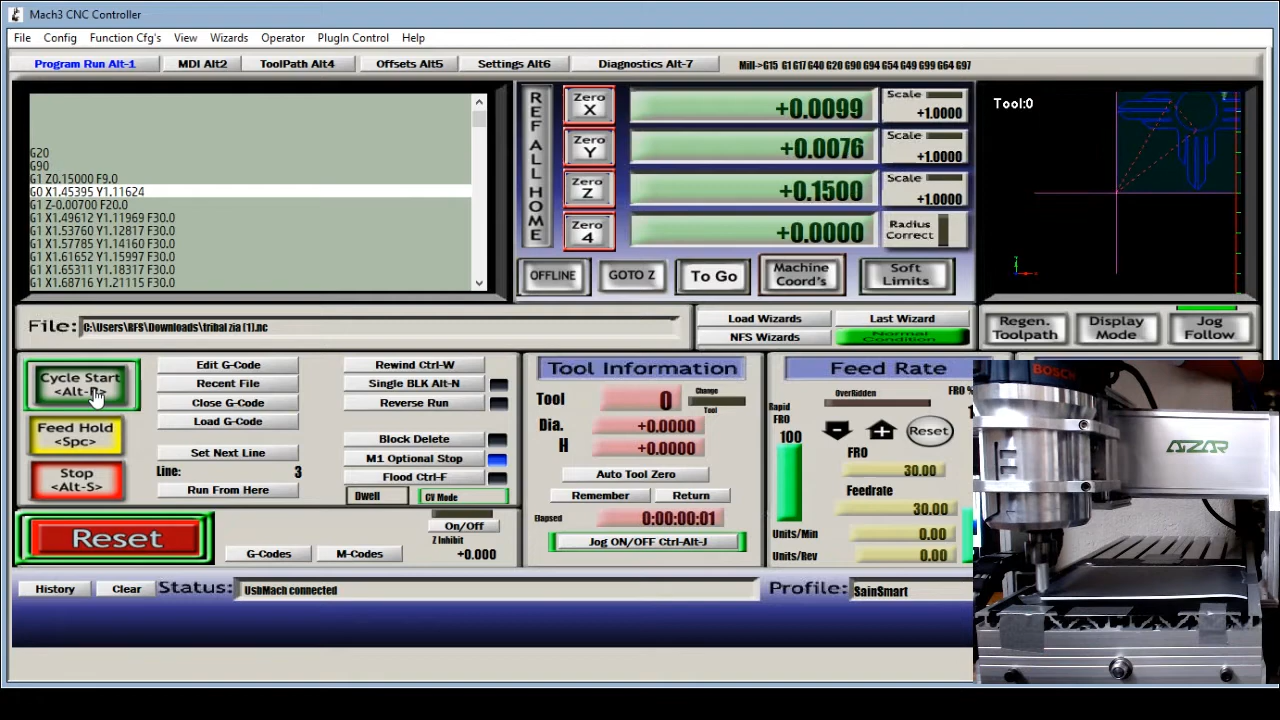 Mach3 CNC Controller
File Config Function Cfg's View Wizards Operator PlugIn Control Help
Program Run Alt-1 MDI Alt2 ToolPath Alt4 Offsets Alt5 Settings Alt6 Diagnostics Alt-7 Mill->G15 G1 G17 G40 G20 G90 G94 G54 G49 G99 G64 G97
G20
G90
G1 Z0.15000 F9.0
G0 X1.45395 Y1.11624
G1 Z-0.00700 F20.0
G1 X1.49612 Y1.11969 F30.0
G1 X1.53760 Y1.12817 F30.0
G1 X1.57785 Y1.14160 F30.0
G1 X1.61652 Y1.15997 F30.0
G1 X1.65311 Y1.18317 F30.0
G1 X1.68716 Y1.21115 F30.0
REF ALL HOME
Zero X +0.0099 Scale +1.0000
Zero Y +0.0076 Scale +1.0000
Zero Z +0.1500 Scale +1.0000
Zero 4 +0.0000 Radius Correct
OFFLINE GOTO Z To Go Machine Coord's Soft Limits
Tool:0
File: G:\Users\RFS\Downloads\tribal zia (1).nc
Load Wizards Last Wizard
NFS Wizards Normal Condition
Regen. Toolpath Display Mode Jog Follow
Cycle Start
Feed Hold
<Spc>
Stop
<Alt-S>
Reset
Edit G-Code
Recent File
Close G-Code
Load G-Code
Set Next Line
Line: 3
Run From Here
Rewind Ctrl-W
Single BLK Alt-N
Reverse Run
Block Delete
M1 Optional Stop
Flood Ctrl-F
Dwell CV Mode
G-Codes M-Codes
On/Off
Z Inhibit
+0.000
Tool Information
Tool 0 Change Tool
Dia. +0.0000
H +0.0000
Auto Tool Zero
Remember Return
Elapsed 0:00:00:01
Jog ON/OFF Ctrl-Alt-J
Feed Rate
OverRidden FRO %
Rapid FRO
100
Reset
FRO
30.00
Feedrate
30.00
Units/Min 0.00
Units/Rev 0.00
History Clear Status: UsbMach connected Profile: SainSmart
BOSCH